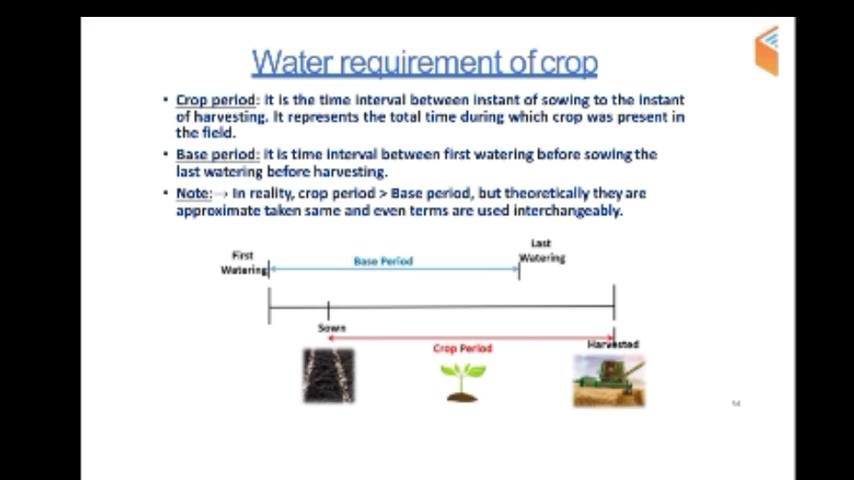 Water requirement of crop
• Crop period: it is the time interval between instant of sowing to the instant
of harvesting. It represents the total time during which crop was present in
the field.
• Base period: it is time interval between first watering before sowing the
last watering before harvesting.
• Note:→ In reality, crop period > Base period, but theoretically they are
approximate taken same and even terms are used interchangeably.
First
Watering
Base Period
Last
Watering
Sown
Crop Period
Harvested